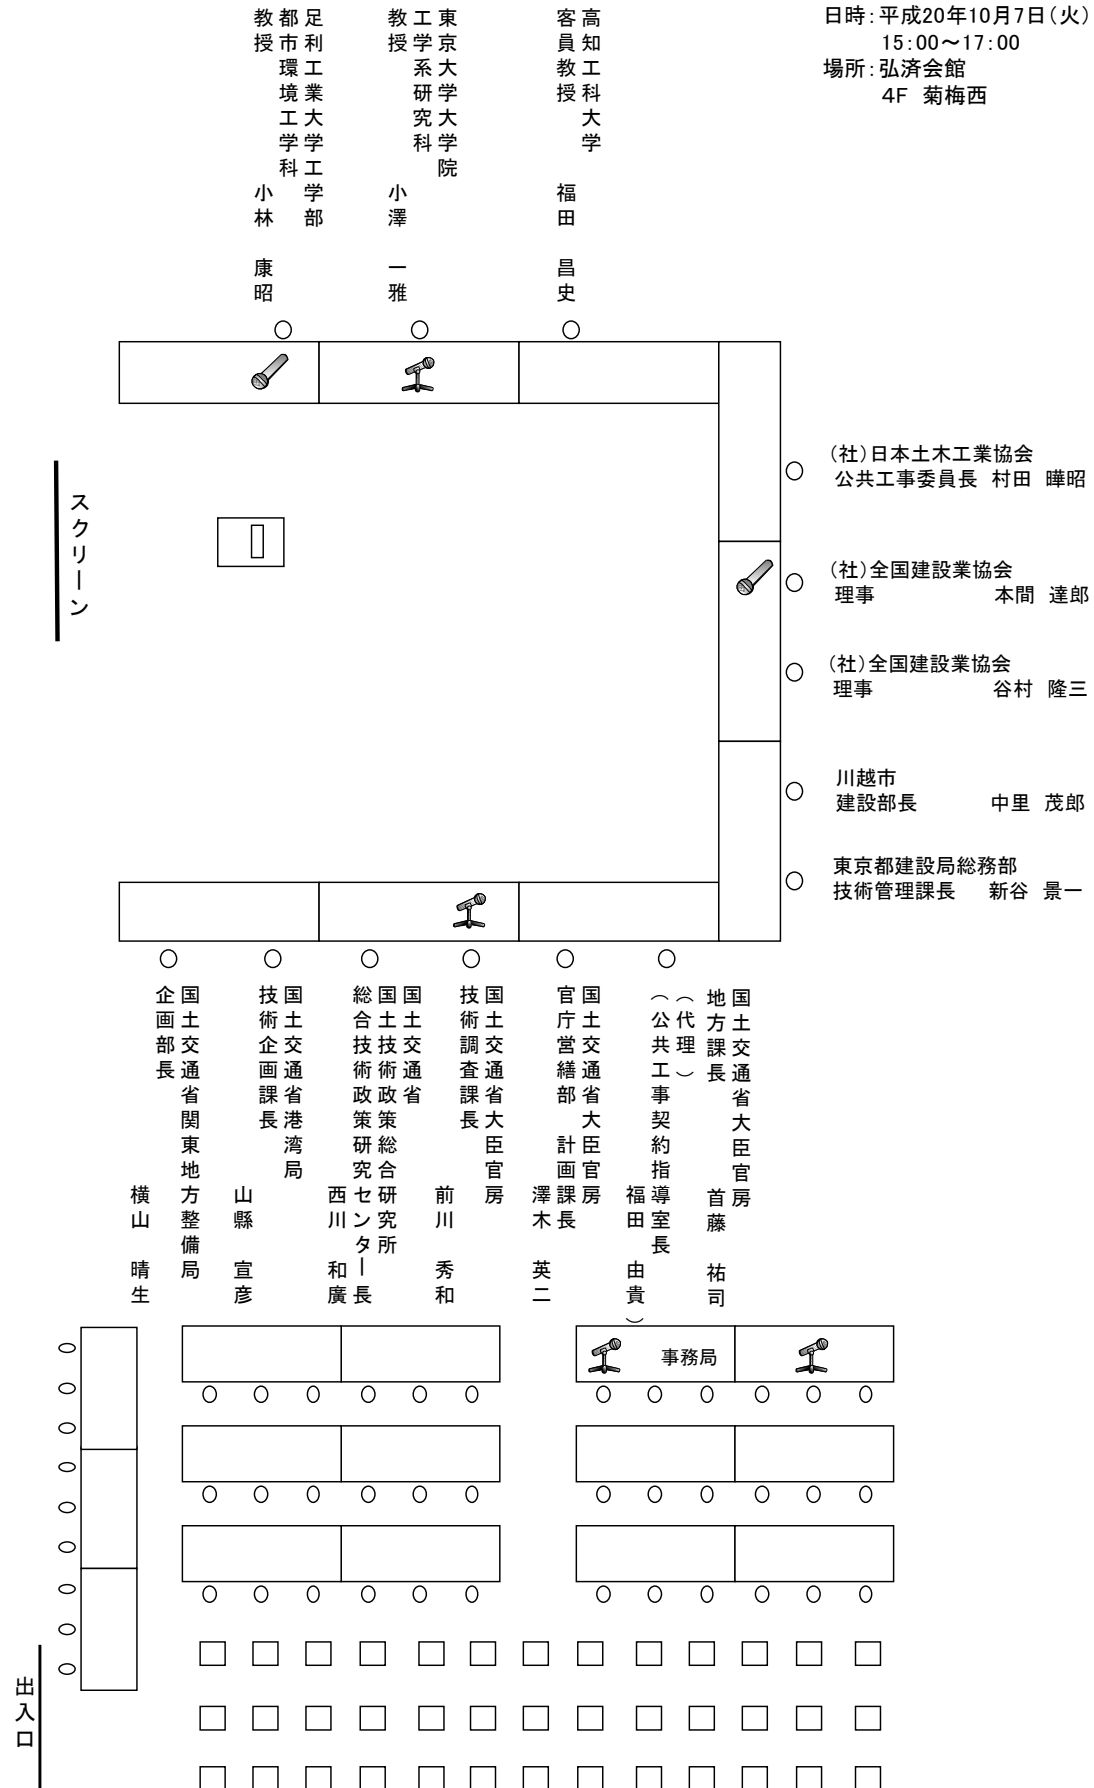 日時：平成20年10月7日（火）
15：00～17：00
場所：弘済会館
4F 菊梅西
高知工科大学
客員教授 福田 昌史
東京大学大学院
工学系研究科
教授 小澤 一雅
足利工業大学工学部
都市環境工学科
教授 小林 康昭
スクリーン
（社）日本土木工業協会
公共工事委員長 村田 曄昭
（社）全国建設業協会
理事 本間 達郎
（社）全国建設業協会
理事 谷村 隆三
川越市
建設部長 中里 茂郎
東京都建設局総務部
技術管理課長 新谷 景一
国土交通省大臣官房
地方課長 首藤 祐司
（代理）
（公共工事契約指導室長
福田 由貴）
国土交通省大臣官房
官庁営繕部 計画課長
澤木 英二
国土交通省大臣官房
技術調査課長
前川 秀和
国土交通省
国土技術政策総合研究所
総合技術政策研究センター長
西川 和廣
国土交通省港湾局
技術企画課長
山縣 宣彦
国土交通省関東地方整備局
企画部長
横山 晴生
事務局
出入口